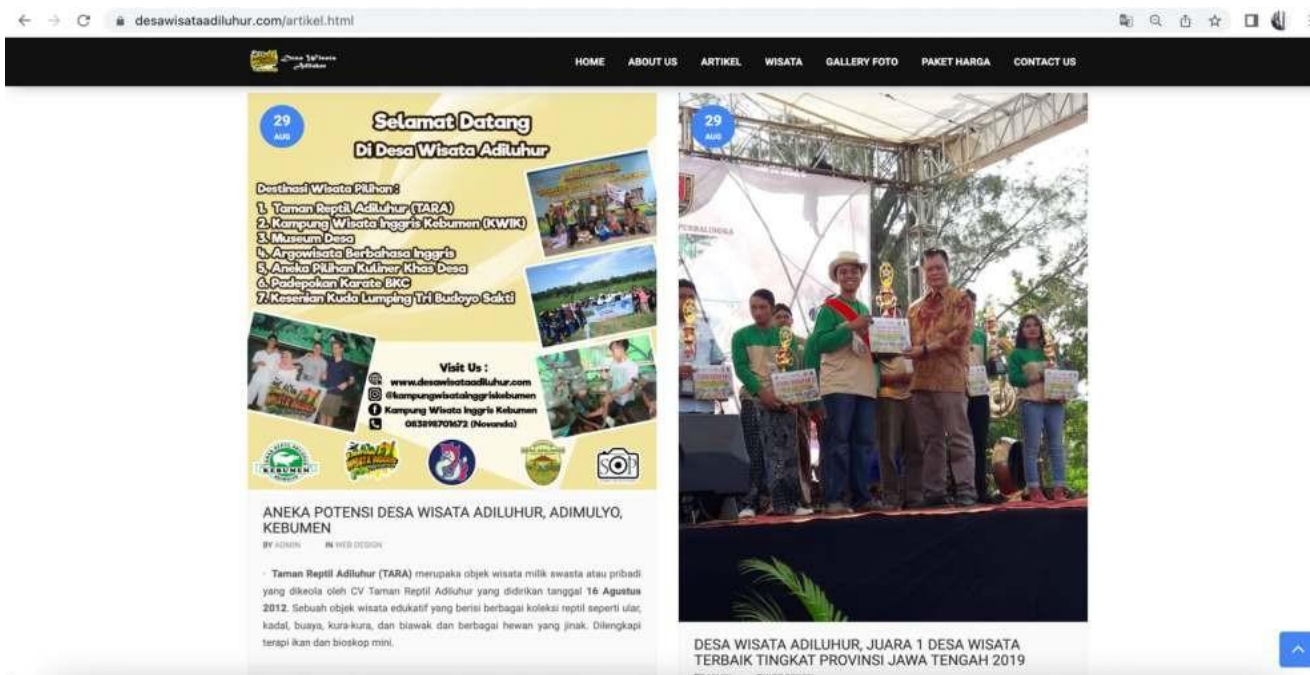 desawisataadiluhur.com/artikel.html
Desa Wisata
Adiluhur
HOME ABOUT US ARTIKEL WISATA GALLERY FOTO PAKET HARGA CONTACT US
29
AUG
Selamat Datang
Di Desa Wisata Adiluhur
Destinasi Wisata Pilihan :
1. Taman Reptil Adiluhur (TARA)
2. Kampung Wisata Inggris Kebumen (KWIK)
3. Museum Desa
4. Argowisata Berbahasa Inggris
5, Aneka Pilihan Kuliner Khas Desa
6. Padepokan Karate BKC
7. Kesenian Kuda Lumping Tri Budoyo Sakti
Visit Us :
www.desawisataadiluhur.com
@kampungwisatainggriskebumen
Kampung Wisata Inggris Kebumen
083898701672 (Novanda)
KEBUMEN
SOP
ANEKA POTENSI DESA WISATA ADILUHUR, ADIMULYO,
KEBUMEN
BY ADMIN IN WEB DESIGN
· Taman Reptil Adiluhur (TARA) merupaka objek wisata milik swasta atau pribadi
yang dikeola oleh CV Taman Reptil Adiluhur yang didirikan tanggal 16 Agustus
2012. Sebuah objek wisata edukatif yang berisi berbagai koleksi reptil seperti ular,
kadal, buaya, kura-kura, dan biawak dan berbagai hewan yang jinak. Dilengkapi
terapi ikan dan bioskop mini.
29
AUG
PURBALINGGA
DESA WISATA ADILUHUR, JUARA 1 DESA WISATA
TERBAIK TINGKAT PROVINSI JAWA TENGAH 2019